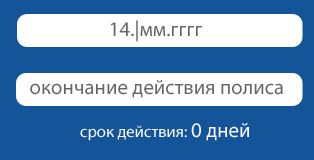 14.|мм.гггг
окончание действия полиса
срок действия: 0 дней